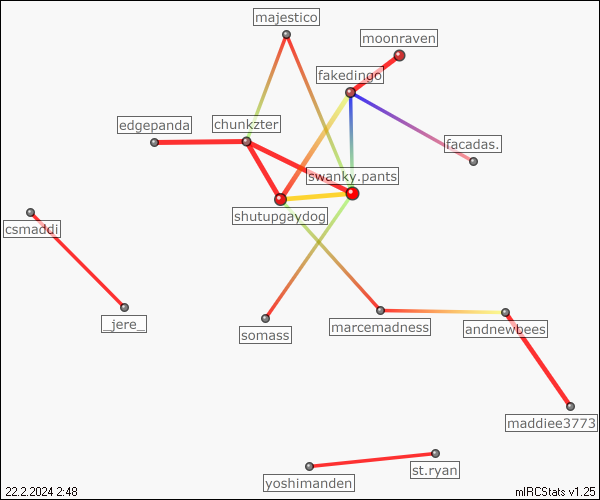 majestico
moonraven
fakedingo
edgepanda
chunkzter
facadas.
swanky.pants
shutupgaydog
csmaddi
_jere_
somass
marcemadness
andnewbees
maddiee3773
st.ryan
yoshimanden
22.2.2024 2:48
mIRCStats v1.25